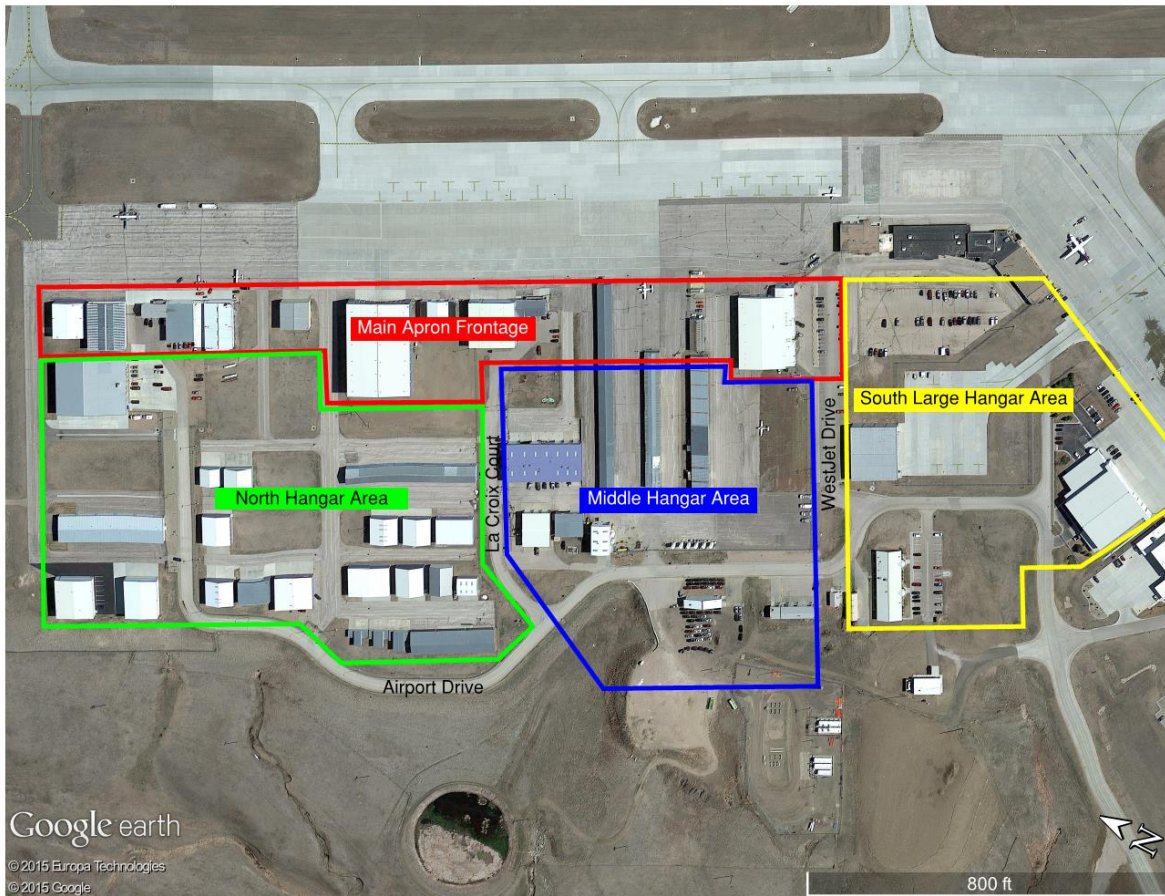 Main Apron Frontage
South Large Hangar Area
North Hangar Area
La Croix Court
Middle Hangar Area
WestJet Drive
Airport Drive
Google earth
© 2015 Europa Technologies
© 2015 Google
N
800 ft